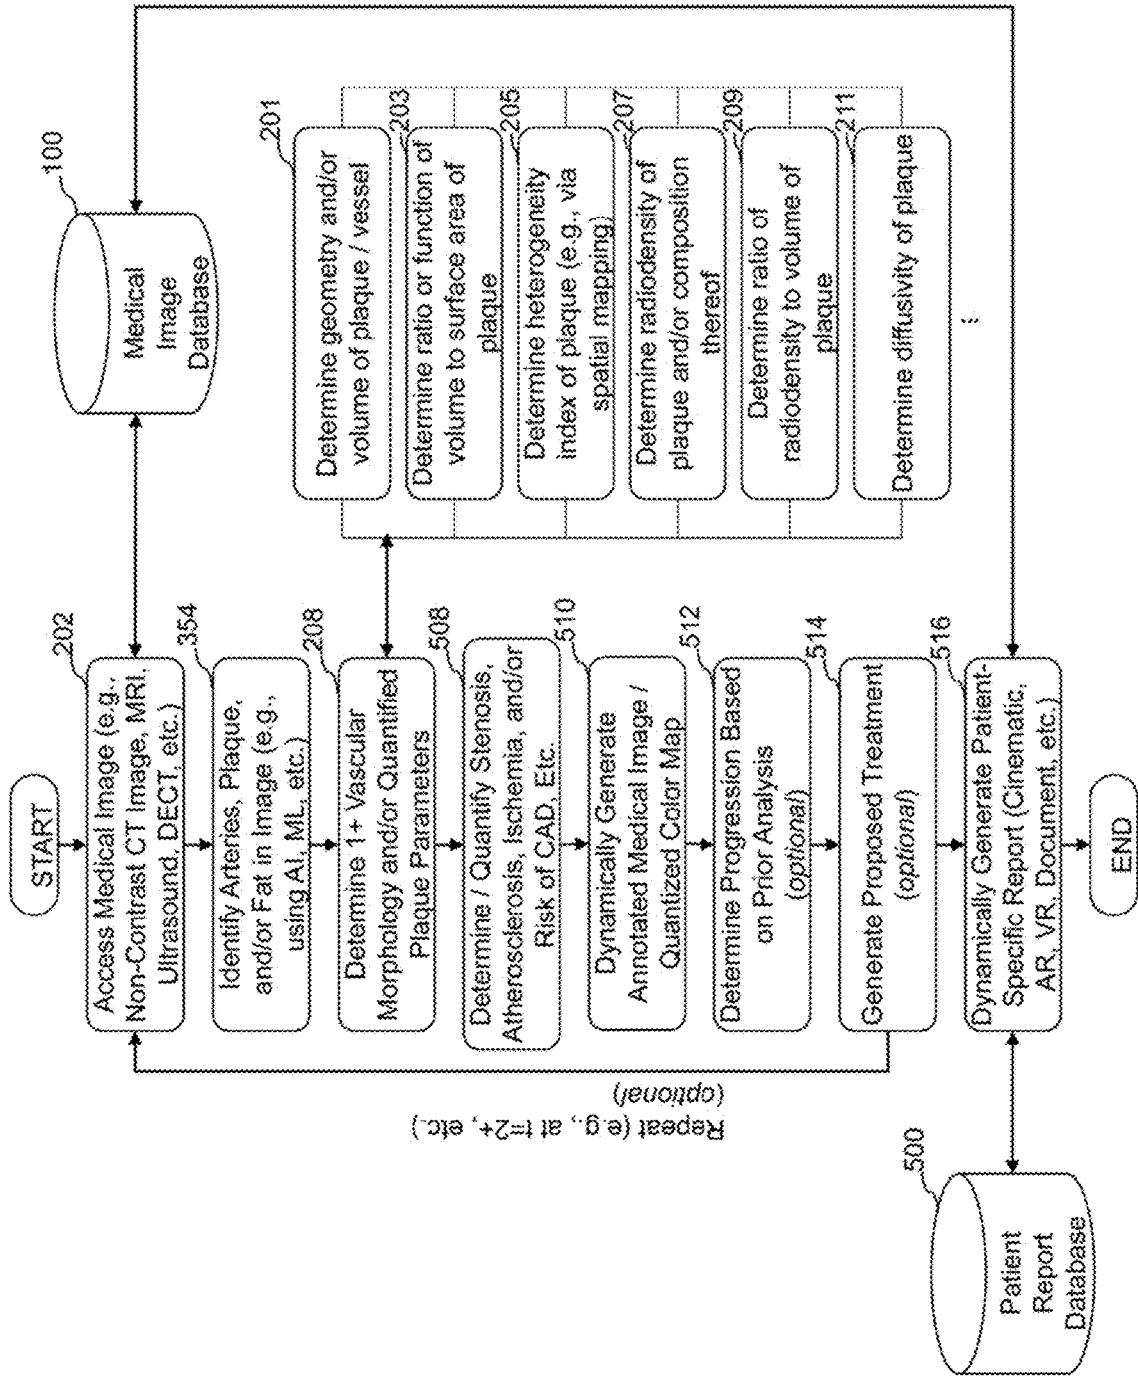 START
202
Access Medical Image (e.g.,
Non-Contrast CT Image, MRI,
Ultrasound, DECT, etc.)
354
Identify Arteries, Plaque,
and/or Fat in Image (e.g.,
using AI, ML, etc.)
208
Determine 1+ Vascular
Morphology and/or Quantified
Plaque Parameters
508
Determine / Quantify Stenosis,
Atherosclerosis, Ischemia, and/or
Risk of CAD, Etc.
510
Dynamically Generate
Annotated Medical Image /
Quantized Color Map
512
Determine Progression Based
on Prior Analysis
(optional)
514
Generate Proposed Treatment
(optional)
516
Dynamically Generate Patient-
Specific Report (Cinematic,
AR, VR, Document, etc.)
END
Repeat (e.g., at t=2+, etc.)
(optional)
100
Medical
Image
Database
201
Determine geometry and/or
volume of plaque / vessel
203
Determine ratio or function of
volume to surface area of
plaque
205
Determine heterogeneity
index of plaque (e.g., via
spatial mapping)
207
Determine radiodensity of
plaque and/or composition
thereof
209
Determine ratio of
radiodensity to volume of
plaque
211
Determine diffusivity of plaque
...
500
Patient
Report
Database